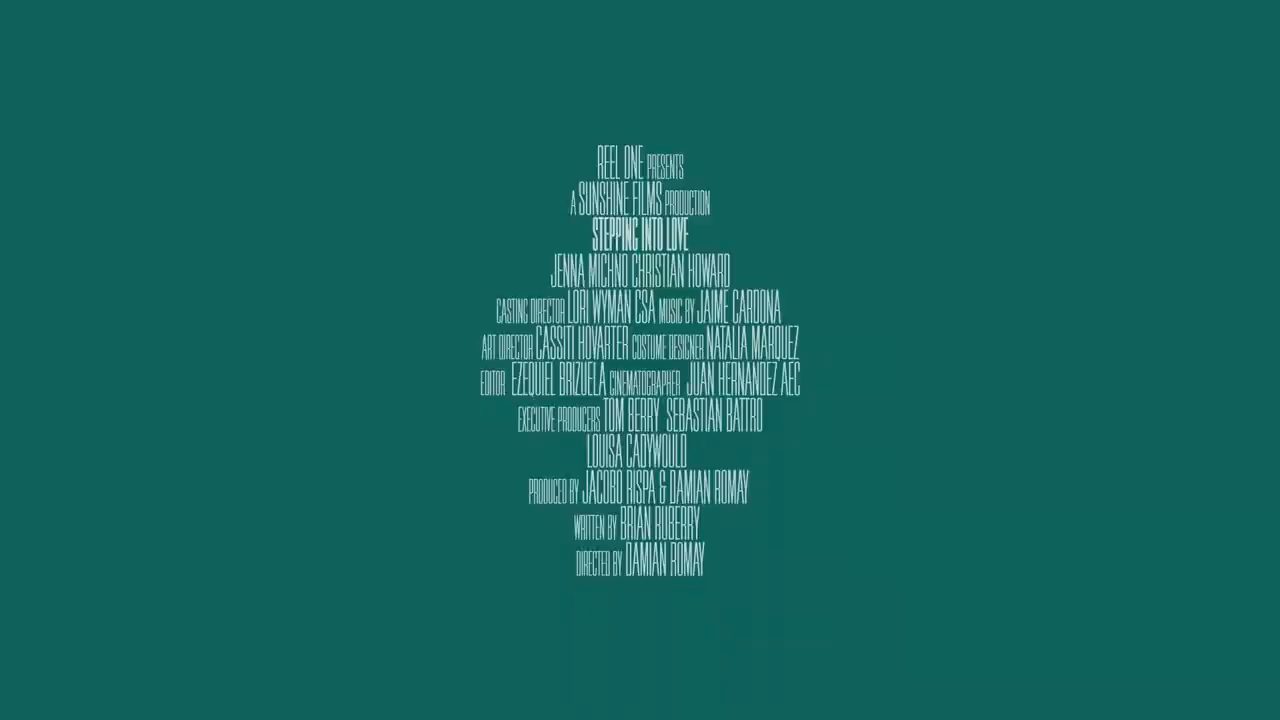 REEL ONE PRESENTS
A SUNSHINE FILMS PRODUCTION
STEPPING INTO LOVE
JENNA MICHNO CHRISTIAN HOWARD
CASTING DIRECTOR LORI WYMAN CSA MUSIC BY JAIME CARDONA
ART DIRECTOR CASSITI HOVARTER COSTUME DESIGNER NATALIA MARQUEZ
EDITOR EZEQUIEL BRIZUELA CINEMATOGRAPHER JUAN HERNANDEZ AEC
EXECUTIVE PRODUCERS TOM BERRY SEBASTIAN BATTRO
LOUISA CADYWOULD
PRODUCED BY JACOBO RISPA & DAMIAN ROMAY
WRITTEN BY BRIAN RUBERRY
DIRECTED BY DAMIAN ROMAY